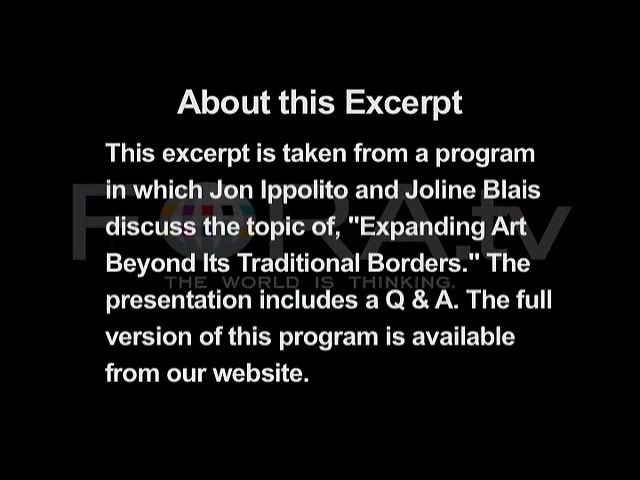 About this Excerpt
This excerpt is taken from a program
in which Jon Ippolito and Joline Blais
discuss the topic of, "Expanding Art
Beyond Its Traditional Borders." The
presentation includes a Q & A. The full
version of this program is available
from our website.
FORA.tv
THE WORLD IS THINKING.